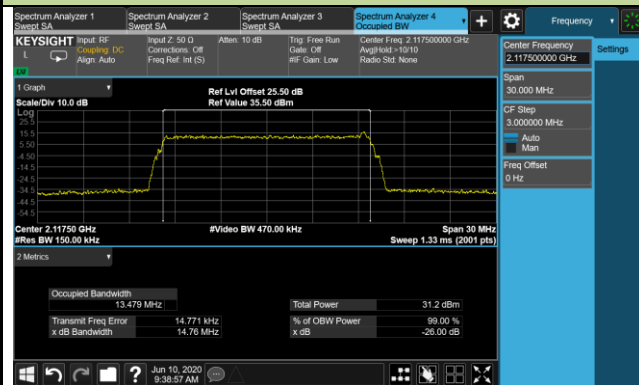 Spectrum Analyzer 1
Swept SA
Spectrum Analyzer 2
Swept SA
Spectrum Analyzer 3
Swept SA
Spectrum Analyzer 4
Occupied BW
Frequency
KEYSIGHT
L
Input: RF
Coupling: DC
Align: Auto
Input Z: 50 Ω
Corrections: Off
Freq Ref: Int (S)
Atten: 10 dB
Trig: Free Run
Gate: Off
#IF Gain: Low
Center Freq: 2.117500000 GHz
Avg|Hold:>10/10
Radio Std: None
Center Frequency
2.117500000 GHz
Settings
Span
30.000 MHz
CF Step
3.000000 MHz
Auto
Man
Freq Offset
0 Hz
1 Graph
Scale/Div 10.0 dB
Ref Lvl Offset 25.50 dB
Ref Value 35.50 dBm
Log
25.5
15.5
5.50
-4.50
-14.5
-24.5
-34.5
-44.5
-54.5
Center 2.11750 GHz
#Video BW 470.00 kHz
Span 30 MHz
#Res BW 150.00 kHz
Sweep 1.33 ms (2001 pts)
2 Metrics
Occupied Bandwidth
13.479 MHz
Total Power 31.2 dBm
Transmit Freq Error 14.771 kHz
% of OBW Power 99.00 %
x dB Bandwidth 14.76 MHz
x dB -26.00 dB
?
Jun 10, 2020
9:38:57 AM